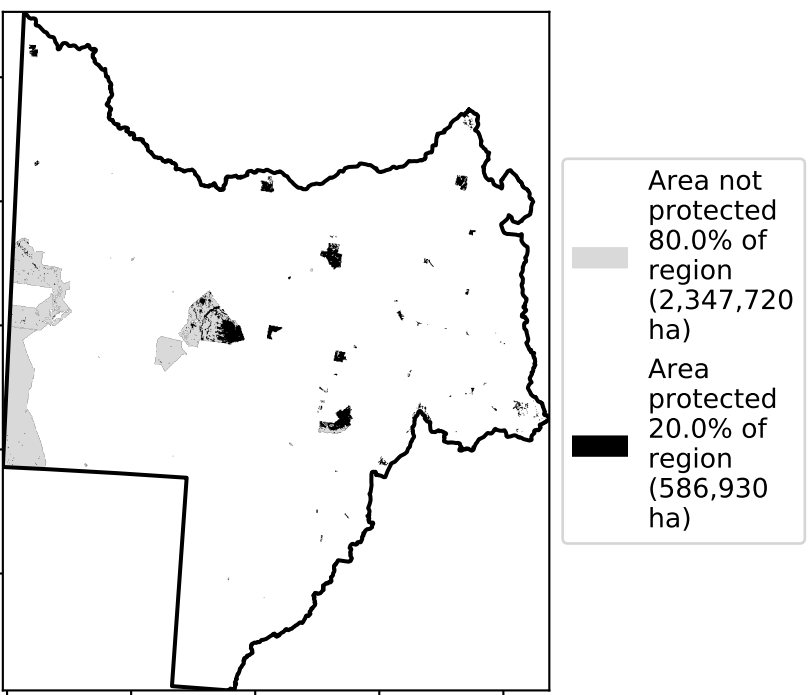 Area not
protected
80.0% of
region
(2,347,720
ha)
Area
protected
20.0% of
region
(586,930
ha)